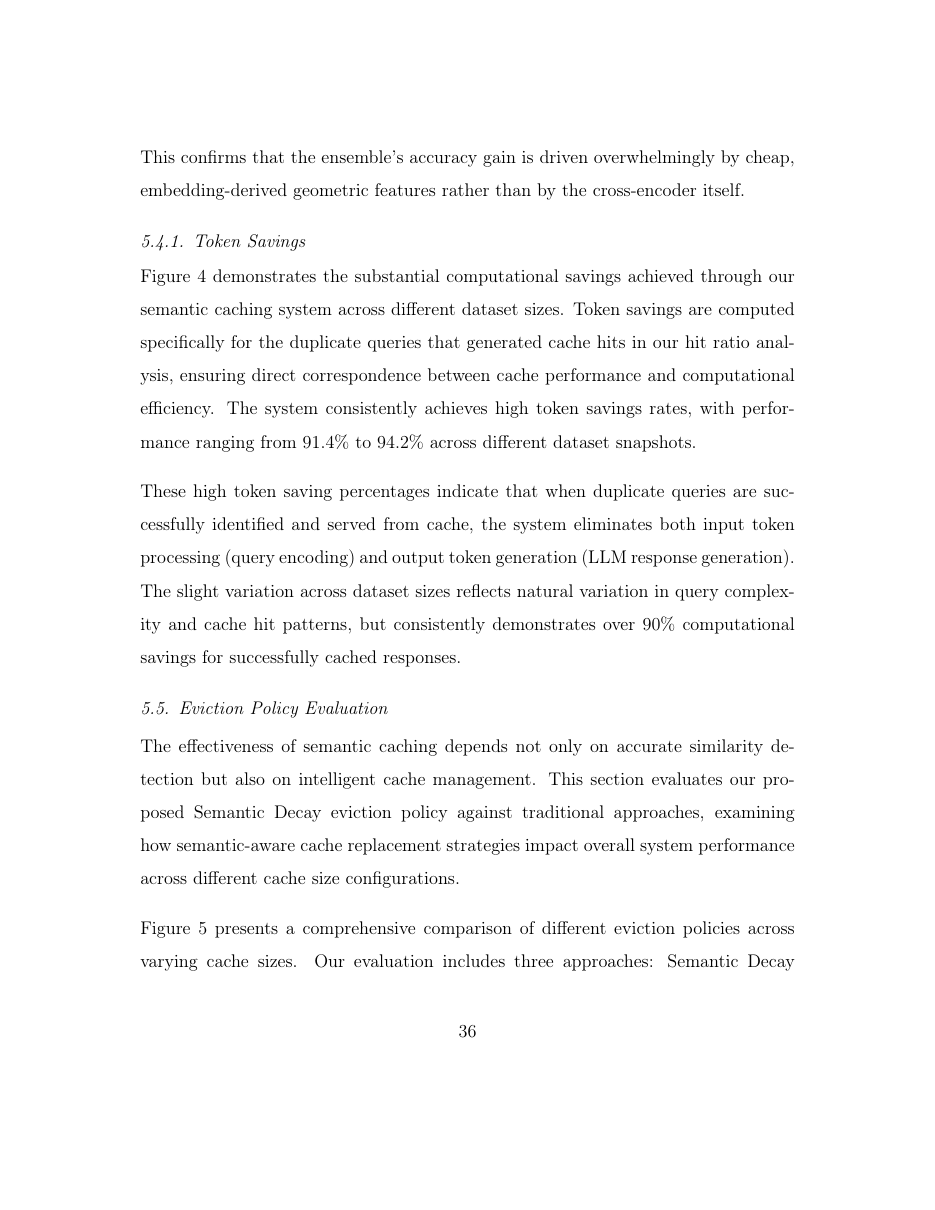 This confirms that the ensemble's accuracy gain is driven overwhelmingly by cheap,
embedding-derived geometric features rather than by the cross-encoder itself.
5.4.1. Token Savings
Figure 4 demonstrates the substantial computational savings achieved through our
semantic caching system across different dataset sizes. Token savings are computed
specifically for the duplicate queries that generated cache hits in our hit ratio anal-
ysis, ensuring direct correspondence between cache performance and computational
efficiency. The system consistently achieves high token savings rates, with perfor-
mance ranging from 91.4% to 94.2% across different dataset snapshots.
These high token saving percentages indicate that when duplicate queries are suc-
cessfully identified and served from cache, the system eliminates both input token
processing (query encoding) and output token generation (LLM response generation).
The slight variation across dataset sizes reflects natural variation in query complex-
ity and cache hit patterns, but consistently demonstrates over 90% computational
savings for successfully cached responses.
5.5. Eviction Policy Evaluation
The effectiveness of semantic caching depends not only on accurate similarity de-
tection but also on intelligent cache management. This section evaluates our pro-
posed Semantic Decay eviction policy against traditional approaches, examining
how semantic-aware cache replacement strategies impact overall system performance
across different cache size configurations.
Figure 5 presents a comprehensive comparison of different eviction policies across
varying cache sizes. Our evaluation includes three approaches: Semantic Decay
36